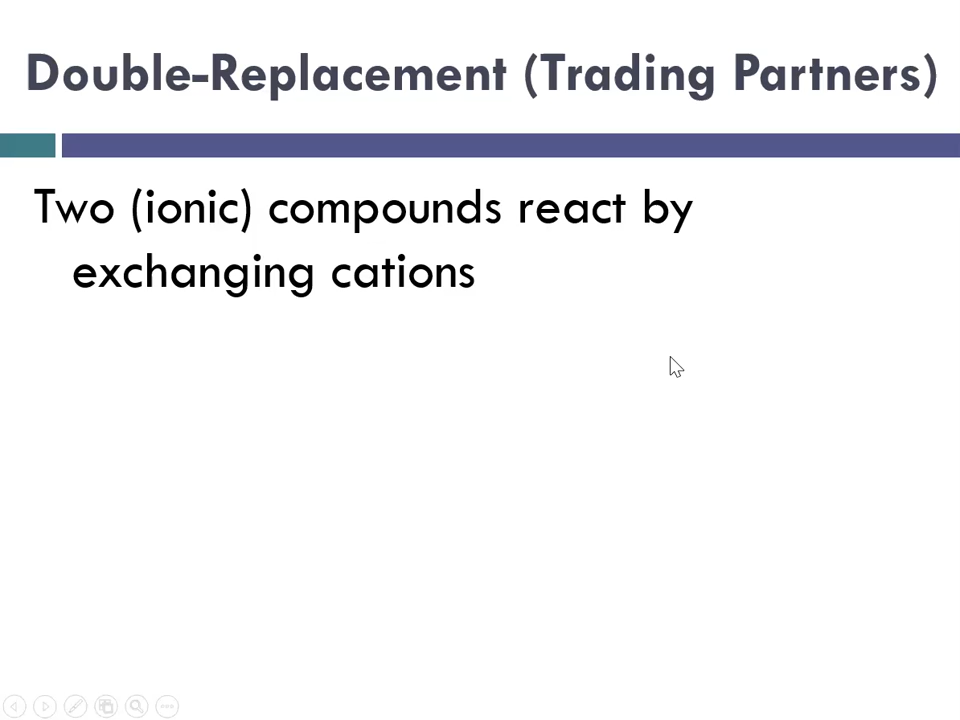 Double-Replacement (Trading Partners)
Two (ionic) compounds react by
exchanging cations